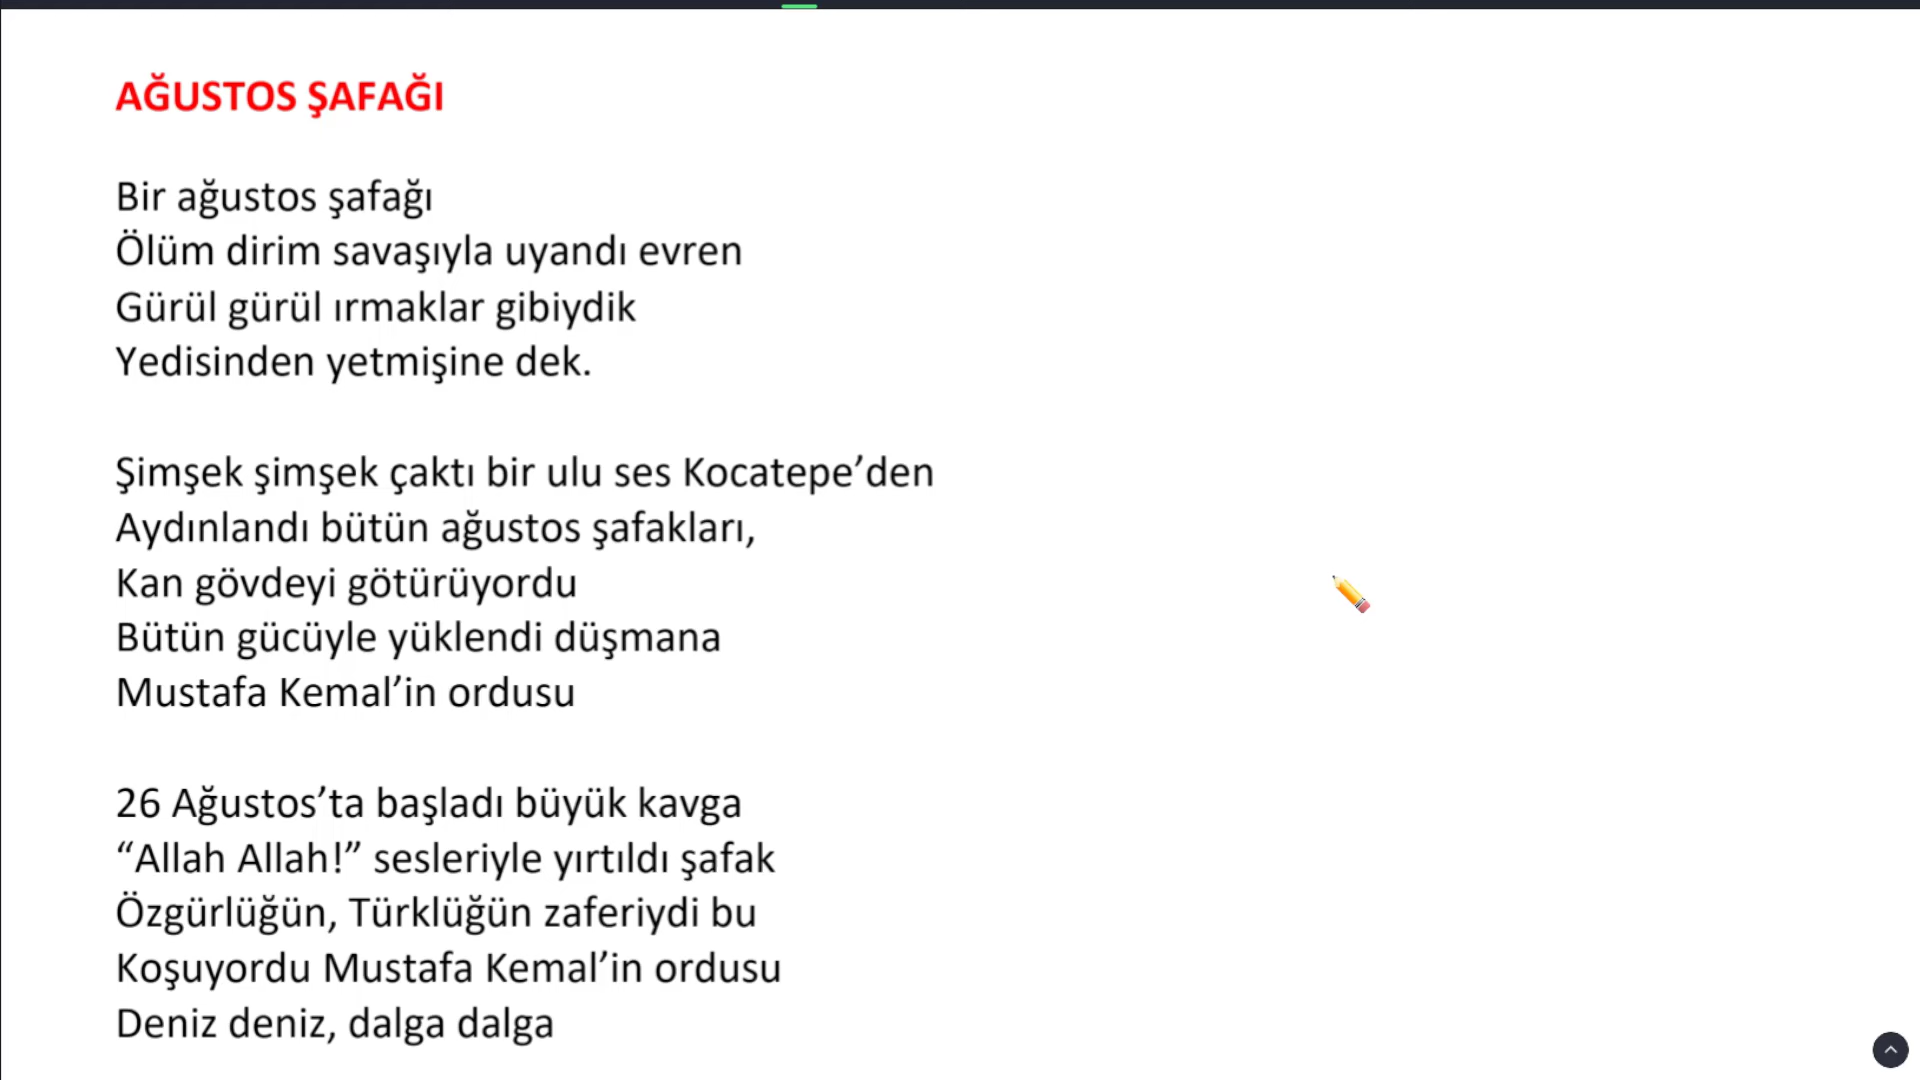 AĞUSTOS ŞAFAĞI
Bir ağustos şafağı
Ölüm dirim savaşıyla uyandı evren
Gürül gürül ırmaklar gibiydik
Yedisinden yetmişine dek.
Şimşek şimşek çaktı bir ulu ses Kocatepe’den
Aydınlandı bütün ağustos şafakları,
Kan gövdeyi götürüyordu
Bütün gücüyle yüklendi düşmana
Mustafa Kemal’in ordusu
26 Ağustos’ta başladı büyük kavga
“Allah Allah!” sesleriyle yırtıldı şafak
Özgürlüğün, Türklüğün zaferiydi bu
Koşuyordu Mustafa Kemal’in ordusu
Deniz deniz, dalga dalga